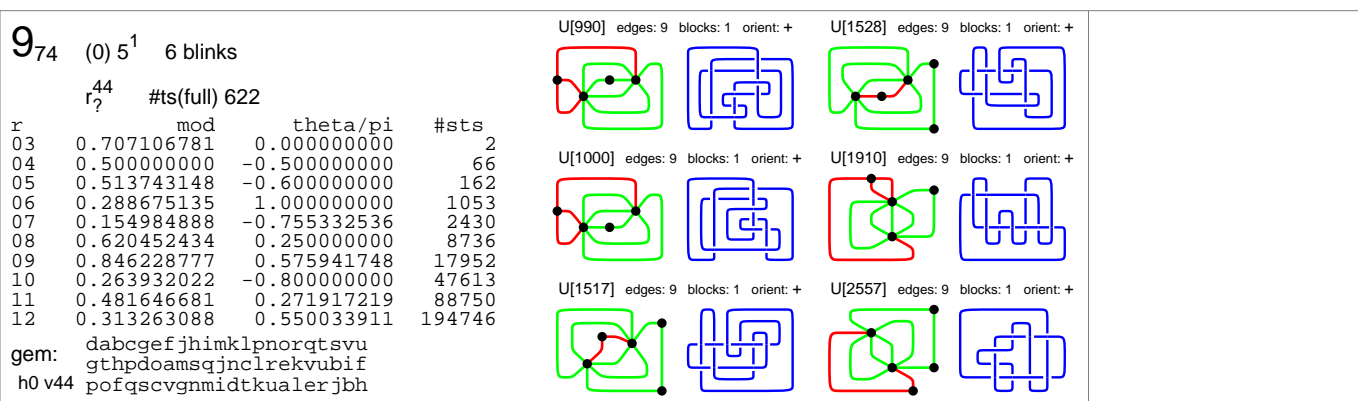 9_74 (0) 5^1 6 blinks
r_?^44 #ts(full) 622
r mod theta/pi #sts
03 0.707106781 0.000000000 2
04 0.500000000 −0.500000000 66
05 0.513743148 −0.600000000 162
06 0.288675135 1.000000000 1053
07 0.154984888 −0.755332536 2430
08 0.620452434 0.250000000 8736
09 0.846228777 0.575941748 17952
10 0.263932022 −0.800000000 47613
11 0.481646681 0.271917219 88750
12 0.313263088 0.550033911 194746
gem: dabcgefjhimklpnorqtsvu
gthpdoamsqjnclrekvubif
h0 v44 pofqscvgnmidtkualerjbh
U[990] edges: 9 blocks: 1 orient: +
U[1528] edges: 9 blocks: 1 orient: +
U[1000] edges: 9 blocks: 1 orient: +
U[1910] edges: 9 blocks: 1 orient: +
U[1517] edges: 9 blocks: 1 orient: +
U[2557] edges: 9 blocks: 1 orient: +